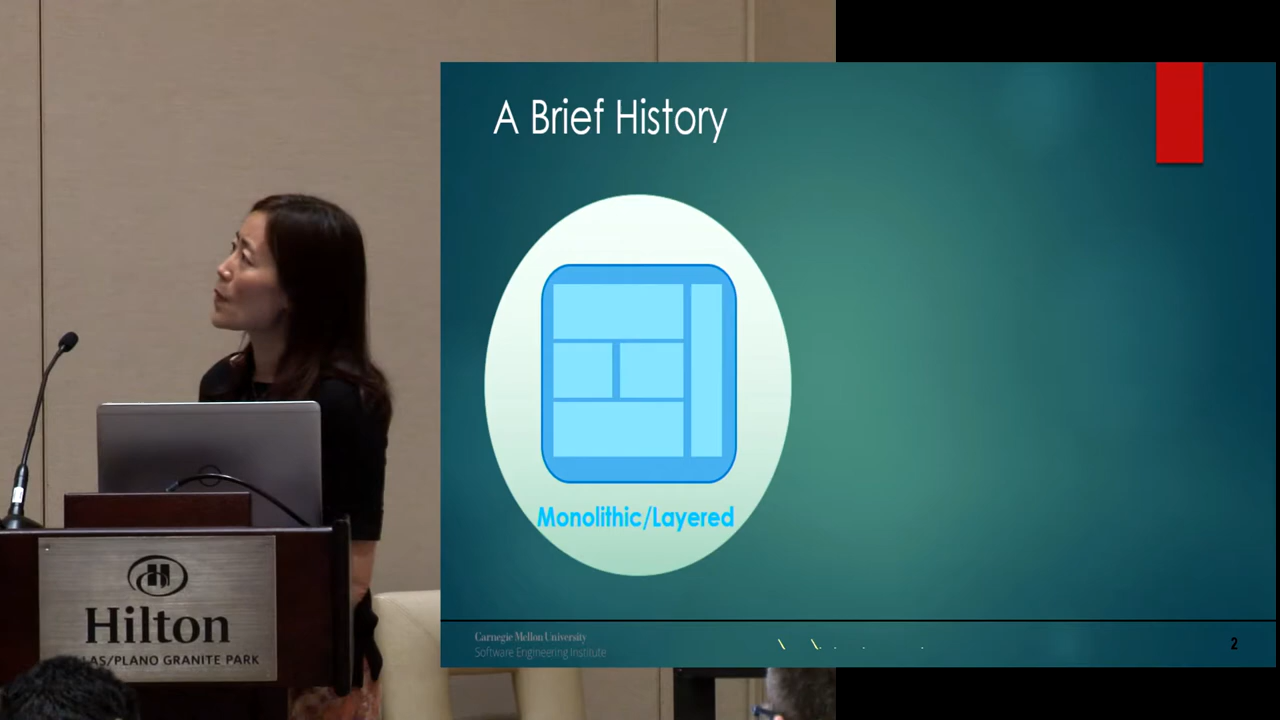 A Brief History
Monolithic/Layered
Carnegie Mellon University
Software Engineering Institute
2
Hilton
LAS/PLANO GRANITE PARK